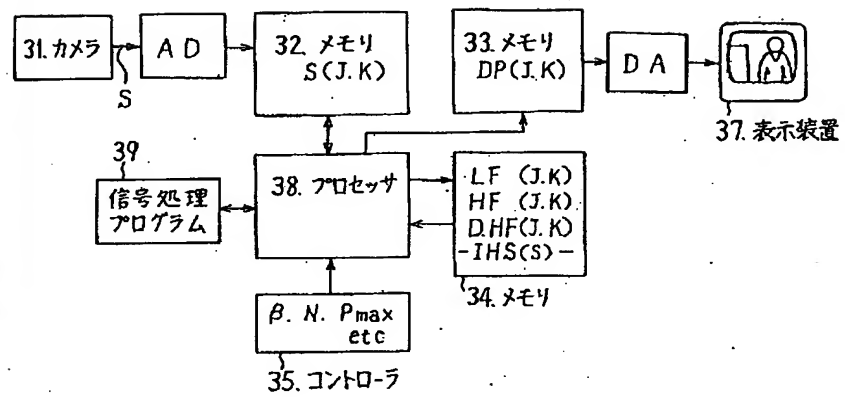 31.カメラ
AD
32.メモリ
S(J.K)
33.メモリ
DP(J.K)
DA
S
37.表示装置
39
信号処理
プログラム
38.プロセッサ
LF (J.K)
HF (J.K)
D.HF(J.K)
-IHS(S)-
34.メモリ
β. N. Pmax
etc
35.コントローラ